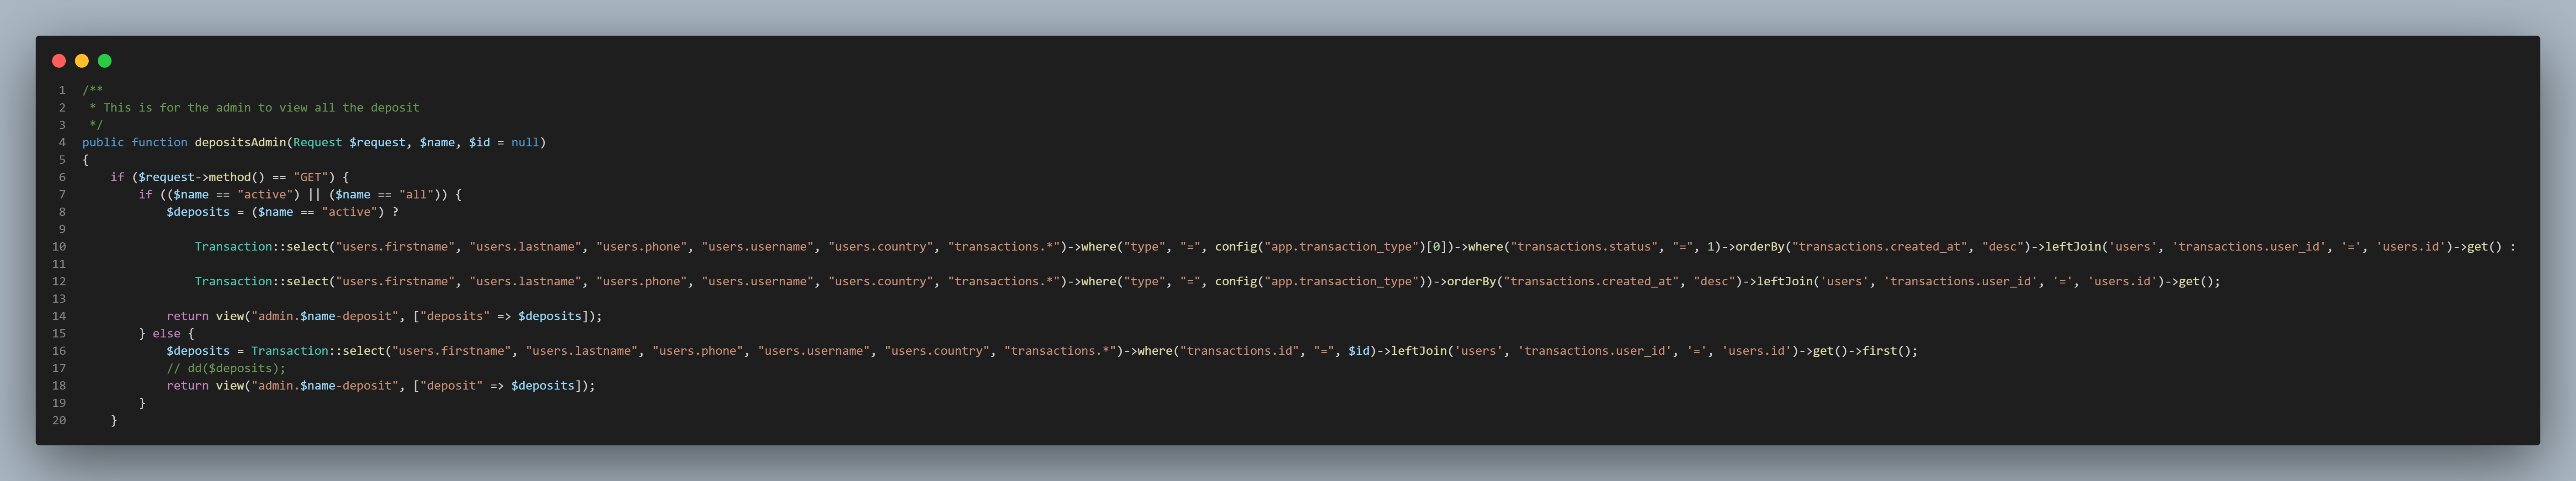 1 /**
2  * This is for the admin to view all the deposit
3  */
4 public function depositsAdmin(Request $request, $name, $id = null)
5 {
6     if ($request->method() == "GET") {
7         if (($name == "active") || ($name == "all")) {
8             $deposits = ($name == "active") ?
9
10                 Transaction::select("users.firstname", "users.lastname", "users.phone", "users.username", "users.country", "transactions.*")->where("type", "=", config("app.transaction_type")[0])->where("transactions.status", "=", 1)->orderBy("transactions.created_at", "desc")->leftJoin('users', 'transactions.user_id', '=', 'users.id')->get() :
11
12                 Transaction::select("users.firstname", "users.lastname", "users.phone", "users.username", "users.country", "transactions.*")->where("type", "=", config("app.transaction_type"))->orderBy("transactions.created_at", "desc")->leftJoin('users', 'transactions.user_id', '=', 'users.id')->get();
13
14             return view("admin.$name-deposit", ["deposits" => $deposits]);
15         } else {
16             $deposits = Transaction::select("users.firstname", "users.lastname", "users.phone", "users.username", "users.country", "transactions.*")->where("transactions.id", "=", $id)->leftJoin('users', 'transactions.user_id', '=', 'users.id')->get()->first();
17             // dd($deposits);
18             return view("admin.$name-deposit", ["deposit" => $deposits]);
19         }
20     }